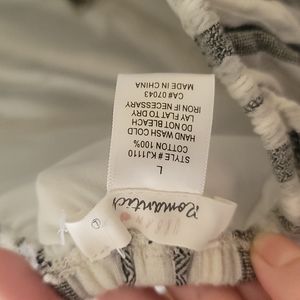 Romantic
L
STYLE # KJ1110
COTTON 100%
HAND WASH COLD
DO NOT BLEACH
LAY FLAT TO DRY
IRON IF NECESSARY
CA# 07043
MADE IN CHINA